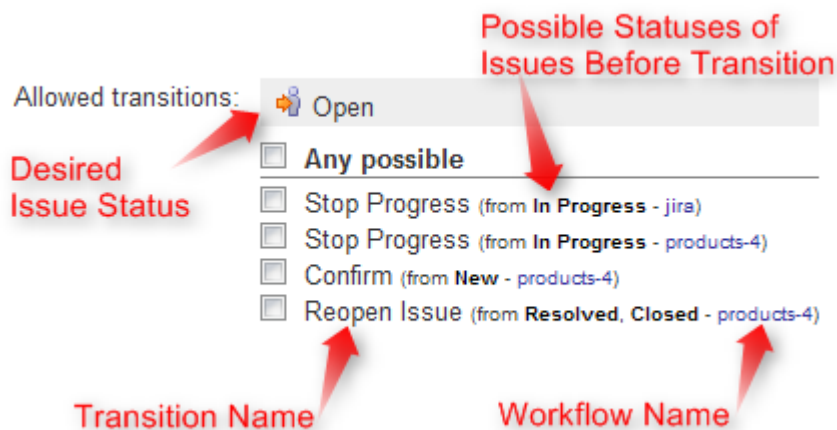 Possible Statuses of
Issues Before Transition
Allowed transitions:
Open
Desired
Issue Status
Any possible
Stop Progress (from In Progress - jira)
Stop Progress (from In Progress - products-4)
Confirm (from New - products-4)
Reopen Issue (from Resolved, Closed - products-4)
Transition Name
Workflow Name